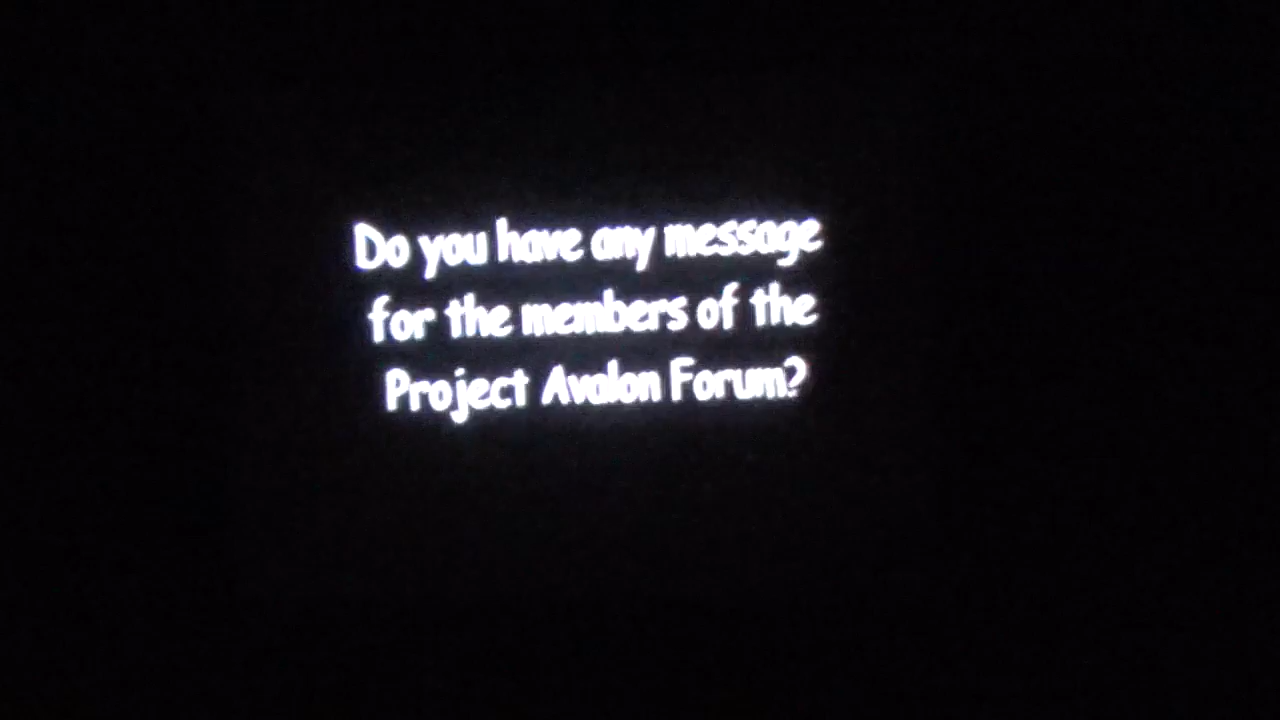 Do you have any message
for the members of the
Project Avalon Forum?